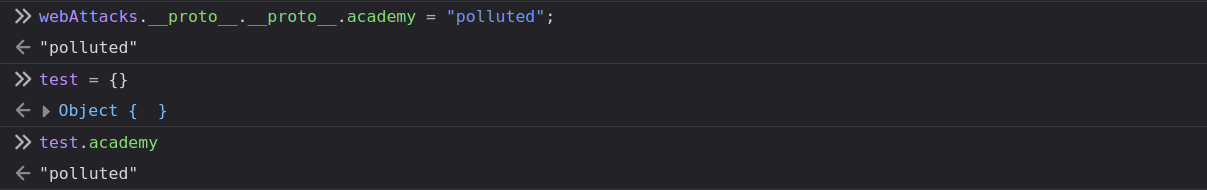 >> webAttacks.__proto__.__proto__.academy = "polluted";
← "polluted"
>> test = {}
← ▶ Object {  }
>> test.academy
← "polluted"